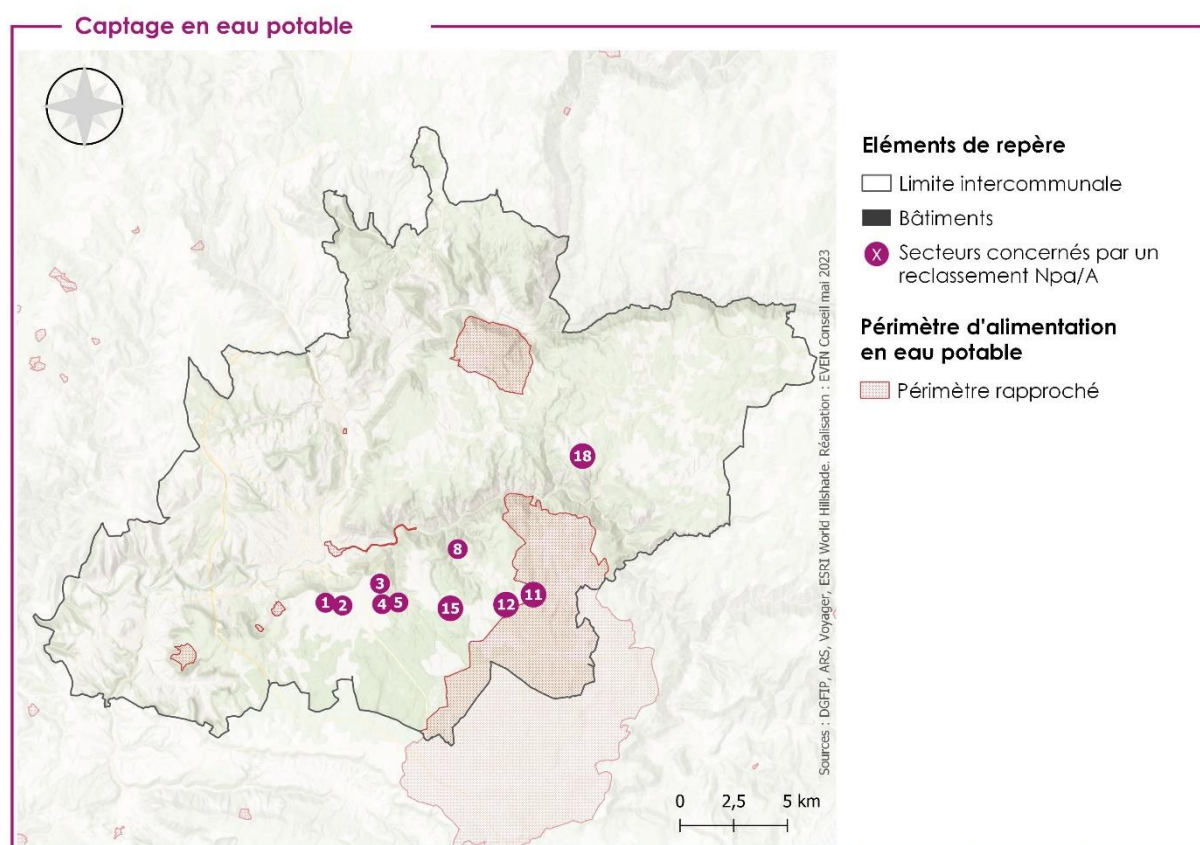 Captage en eau potable
Eléments de repère
Limite intercommunale
Bâtiments
X
Secteurs concernés par un
reclassement Npa/A
Périmètre d'alimentation
en eau potable
Périmètre rapproché
18
8
3
1
2
4
5
15
12
11
Sources : DGFIP, ARS, Voyager, ESRI World Hillshade. Réalisation : EVEN Conseil mai 2023
0 2,5 5 km